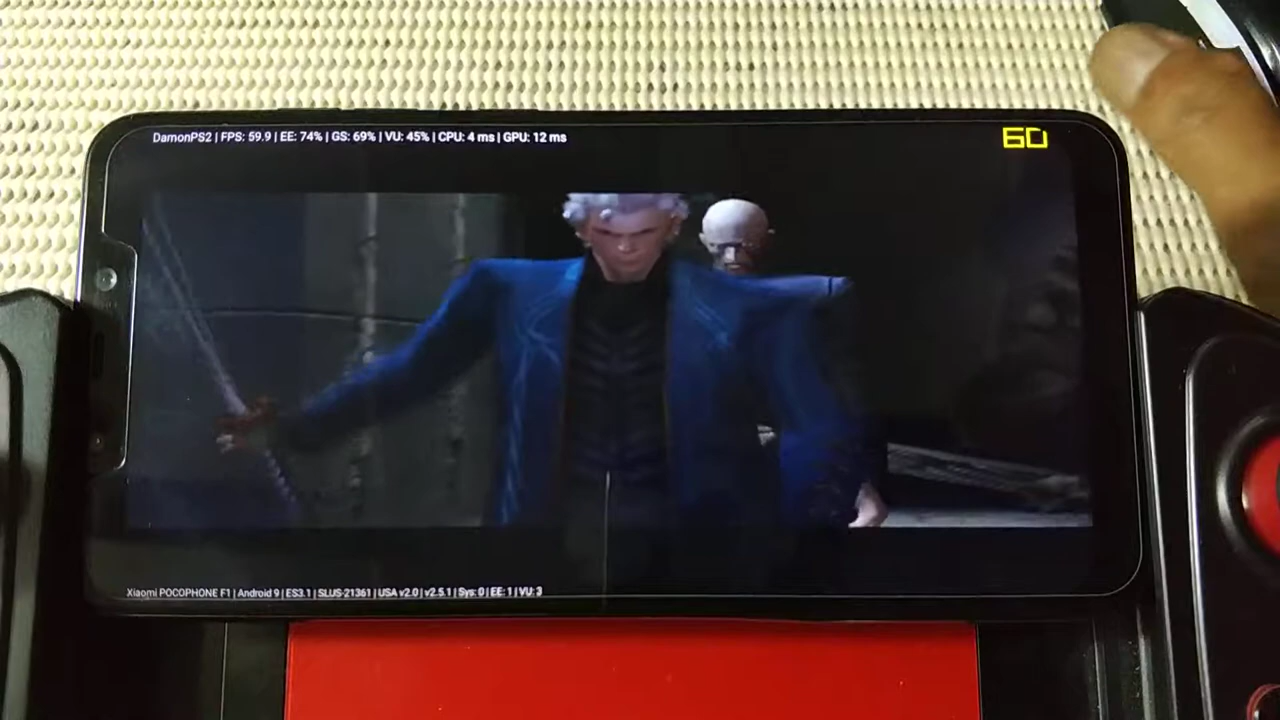 DamonPS2 | FPS: 59.9 | EE: 74% | GS: 69% | VU: 45% | CPU: 4 ms | GPU: 12 ms
60
Xiaomi POCOPHONE F1 | Android 9 | ES3.1 | SLUS-21361 | USA v2.0 | v2.5.1 | Sys: 0 | EE: 1 | VU: 3